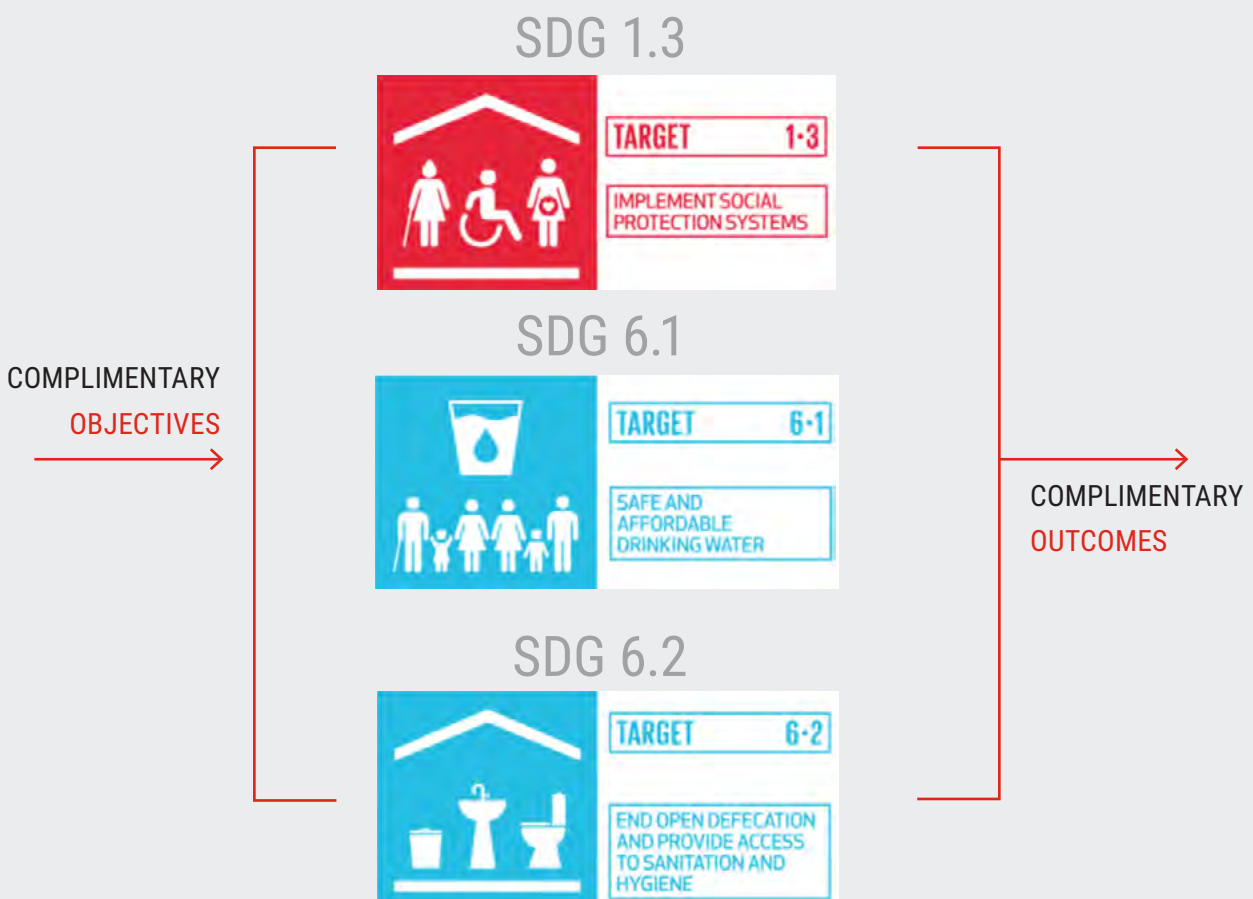 SDG 1.3
TARGET 1·3
IMPLEMENT SOCIAL
PROTECTION SYSTEMS
SDG 6.1
COMPLIMENTARY
OBJECTIVES
TARGET 6·1
SAFE AND
AFFORDABLE
DRINKING WATER
COMPLIMENTARY
OUTCOMES
SDG 6.2
TARGET 6·2
END OPEN DEFECATION
AND PROVIDE ACCESS
TO SANITATION AND
HYGIENE